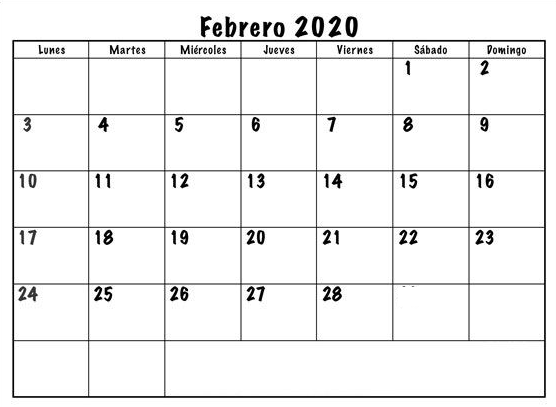 Febrero 2020
Lunes Martes Miércoles Jueves Viernes Sábado Domingo
1 2
3 4 5 6 7 8 9
10 11 12 13 14 15 16
17 18 19 20 21 22 23
24 25 26 27 28